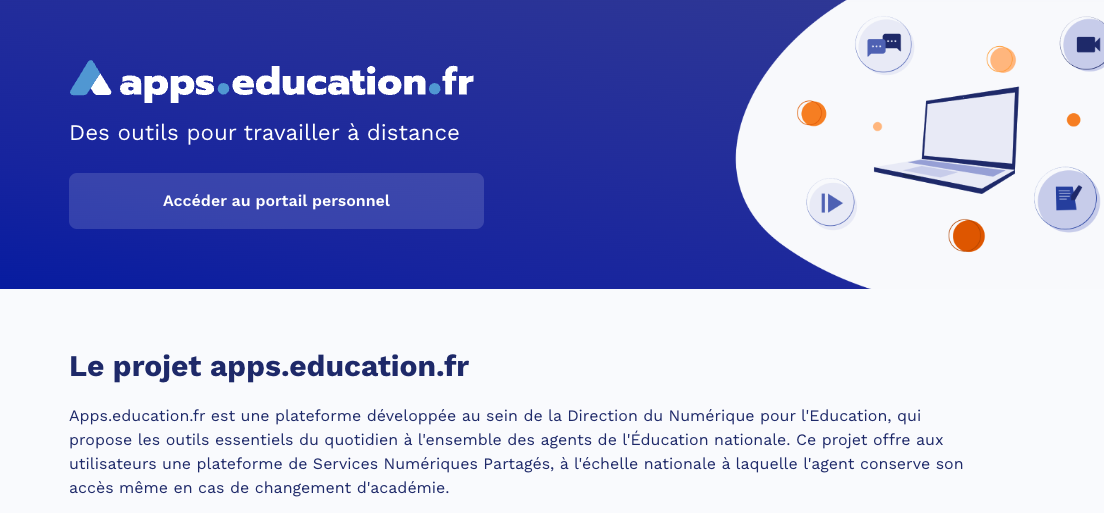 apps.education.fr
Des outils pour travailler à distance
Accéder au portail personnel
Le projet apps.education.fr
Apps.education.fr est une plateforme développée au sein de la Direction du Numérique pour l'Education, qui
propose les outils essentiels du quotidien à l'ensemble des agents de l'Éducation nationale. Ce projet offre aux
utilisateurs une plateforme de Services Numériques Partagés, à l'échelle nationale à laquelle l'agent conserve son
accès même en cas de changement d'académie.